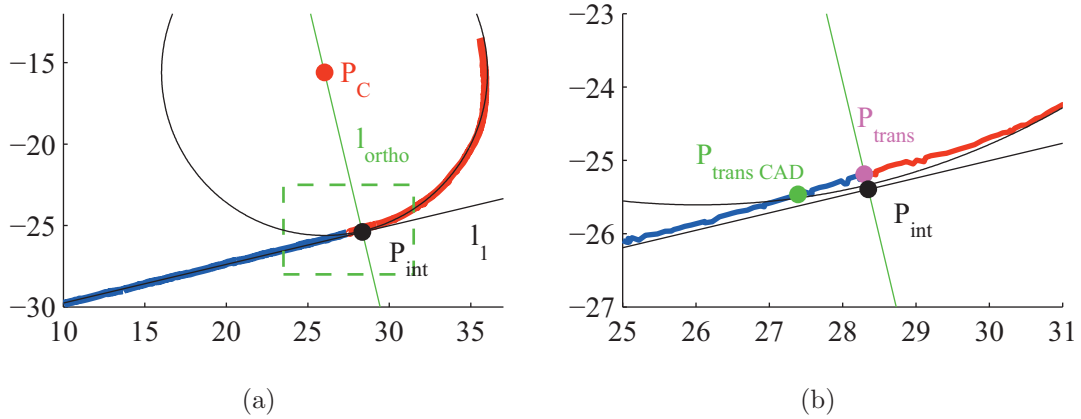 −15
−20
−25
−30
10 15 20 25 30 35
P_C
l_ortho
P_int
l_1
(a)
−23
−24
−25
−26
−27
25 26 27 28 29 30 31
P_trans
P_trans CAD
P_int
(b)